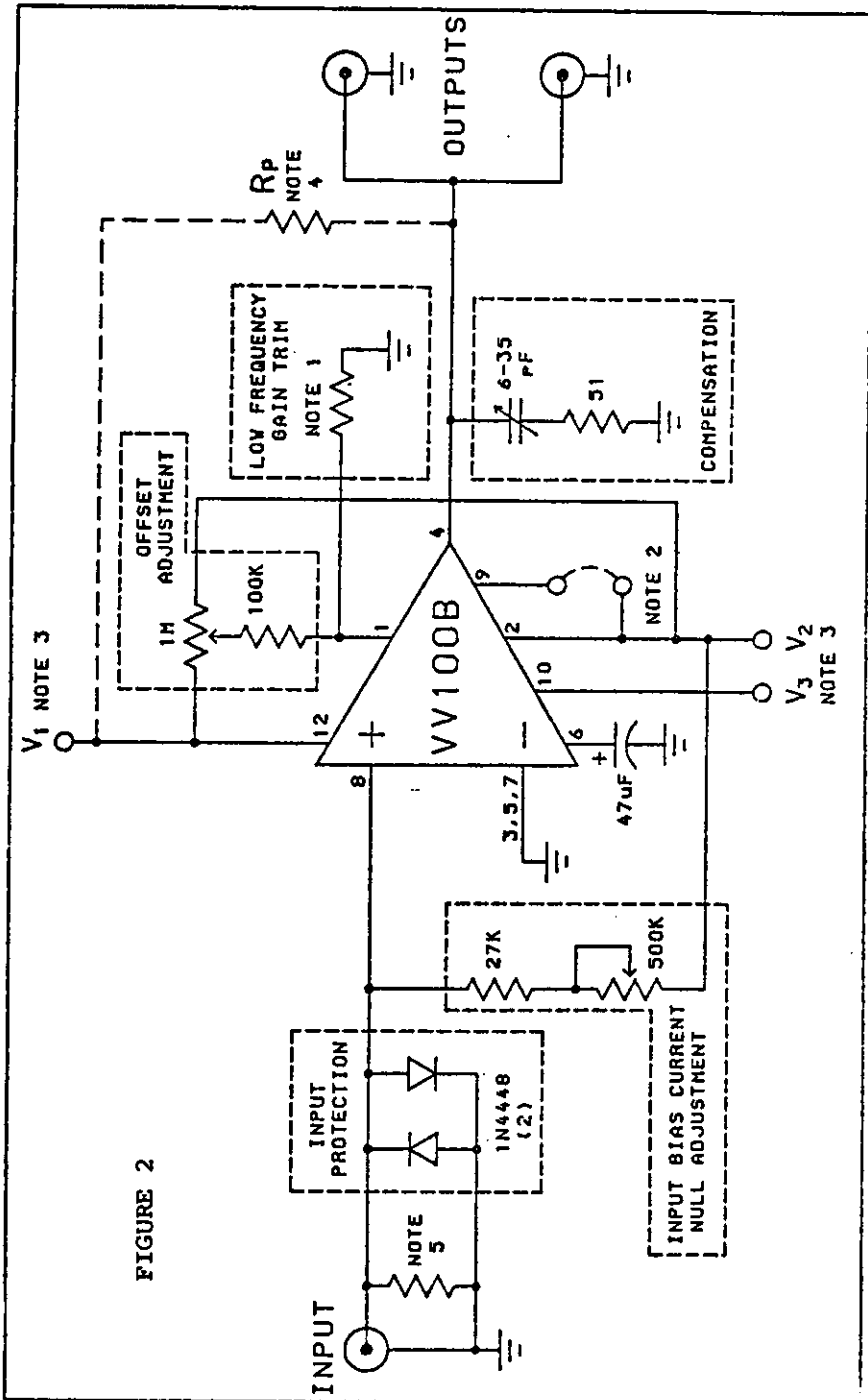 FIGURE 2
INPUT
NOTE
5
INPUT
PROTECTION
1N4448
(2)
INPUT BIAS CURRENT
NULL ADJUSTMENT
27K
500K
V1 NOTE 3
OFFSET
ADJUSTMENT
1M
100K
12
8
+
VV100B
−
3,5,7
6
+
47uF
10
2
9
1
4
V3
V2
NOTE 3
NOTE 2
LOW FREQUENCY
GAIN TRIM
NOTE 1
Rp
NOTE
4
6-35
pF
51
COMPENSATION
OUTPUTS